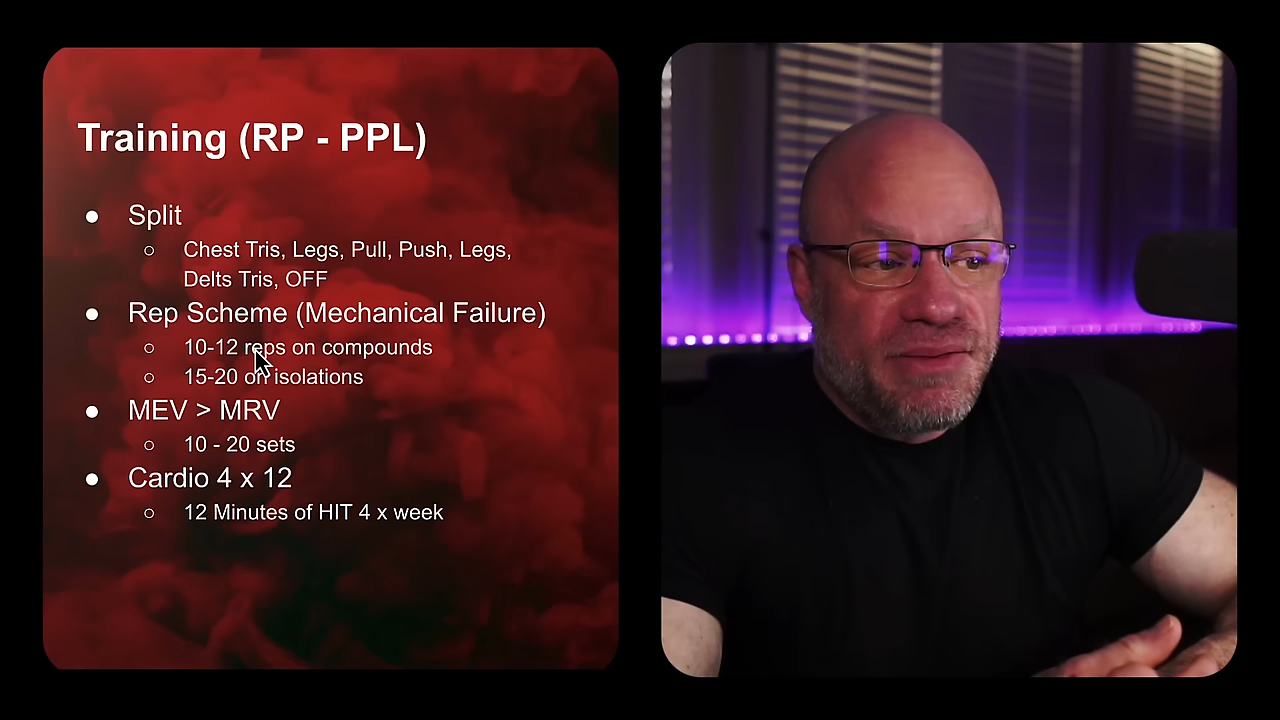 Training (RP - PPL)
● Split
○ Chest Tris, Legs, Pull, Push, Legs,
Delts Tris, OFF
● Rep Scheme (Mechanical Failure)
○ 10-12 reps on compounds
○ 15-20 on isolations
● MEV > MRV
○ 10 - 20 sets
● Cardio 4 x 12
○ 12 Minutes of HIT 4 x week